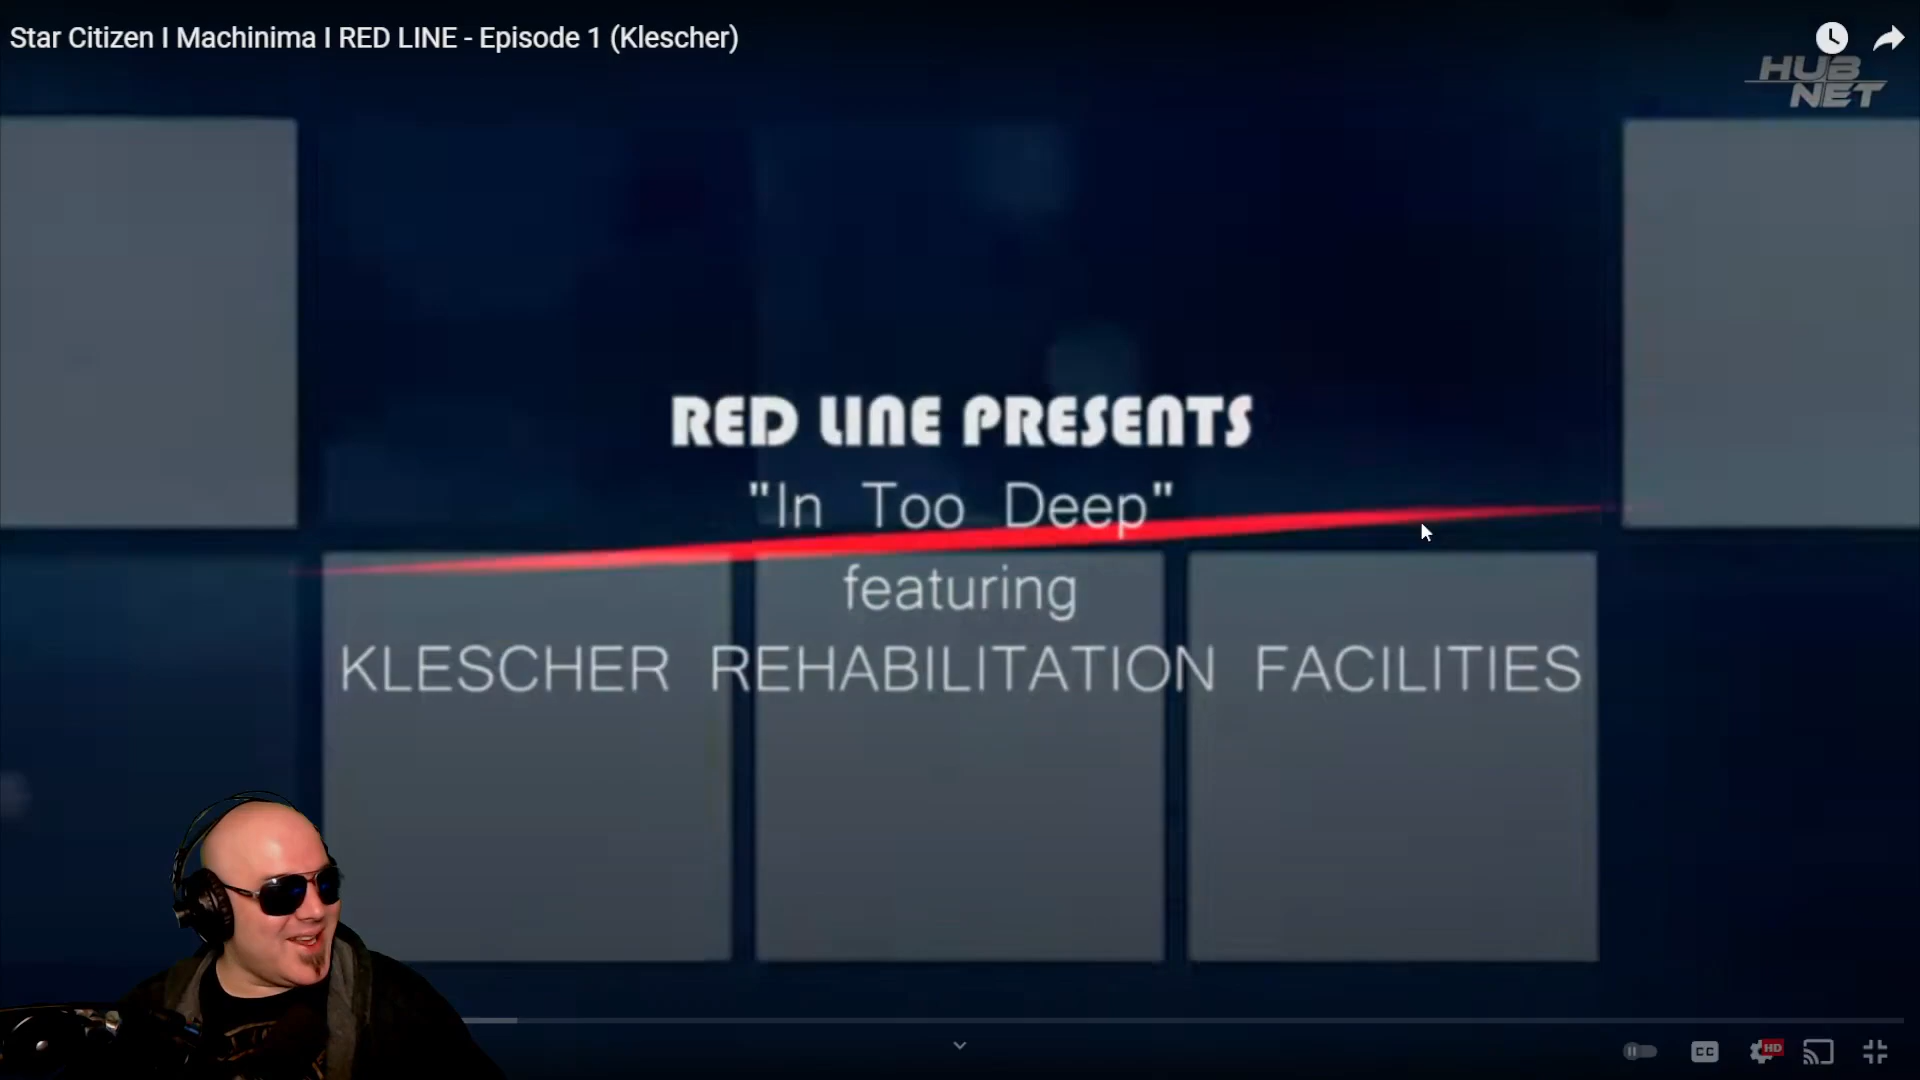 Star Citizen I Machinima I RED LINE - Episode 1 (Klescher)
HUB
NET
RED LINE PRESENTS
"In Too Deep"
featuring
KLESCHER REHABILITATION FACILITIES
CC
HD